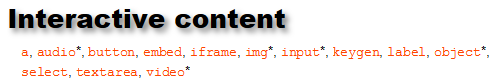 Interactive content
a, audio*, button, embed, iframe, img*, input*, keygen, label, object*,
select, textarea, video*